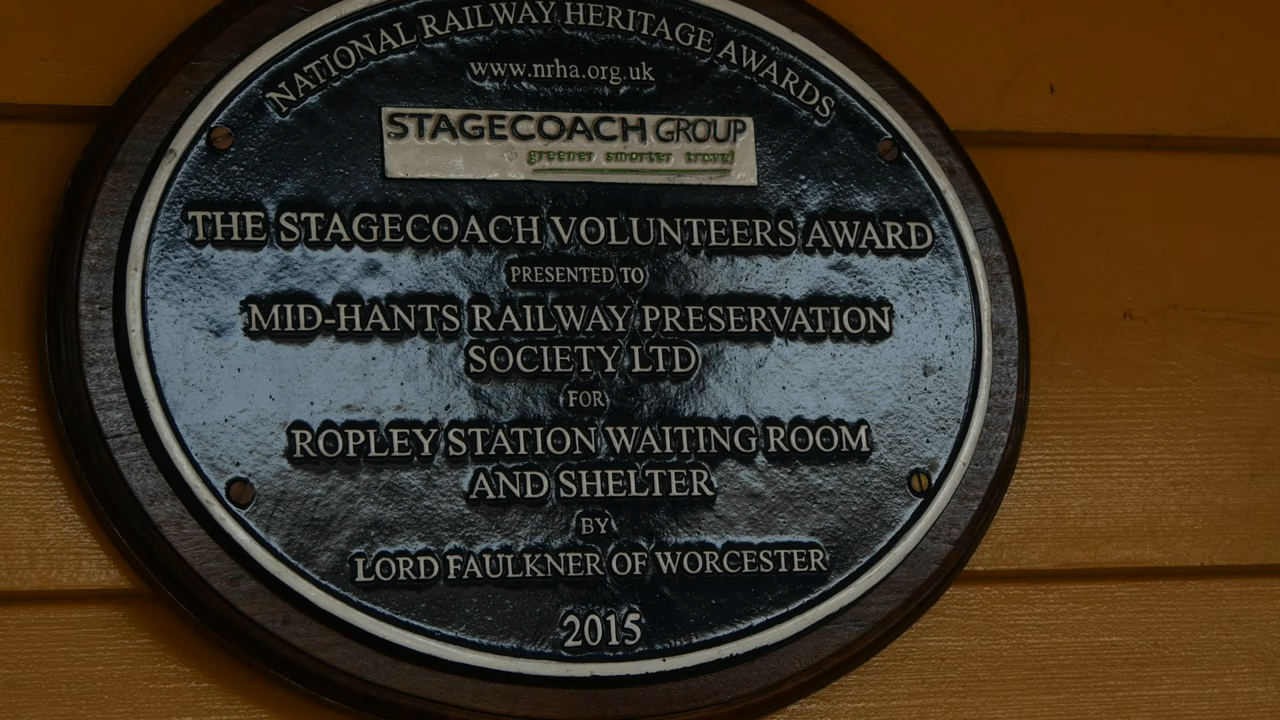 NATIONAL RAILWAY HERITAGE AWARDS
www.nrha.org.uk
STAGECOACH GROUP
greener smarter travel
THE STAGECOACH VOLUNTEERS AWARD
PRESENTED TO
MID-HANTS RAILWAY PRESERVATION
SOCIETY LTD
FOR
ROPLEY STATION WAITING ROOM
AND SHELTER
BY
LORD FAULKNER OF WORCESTER
2015